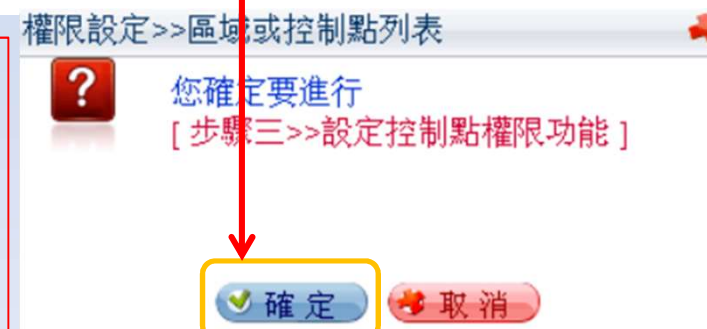 權限設定>>區域或控制點列表
?
您確定要進行
[ 步驟三>>設定控制點權限功能 ]
確 定
取 消